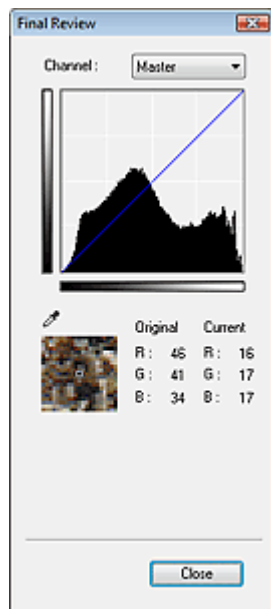 Final Review
Channel : Master
Original Current
R : 46 R : 16
G : 41 G : 17
B : 34 B : 17
Close